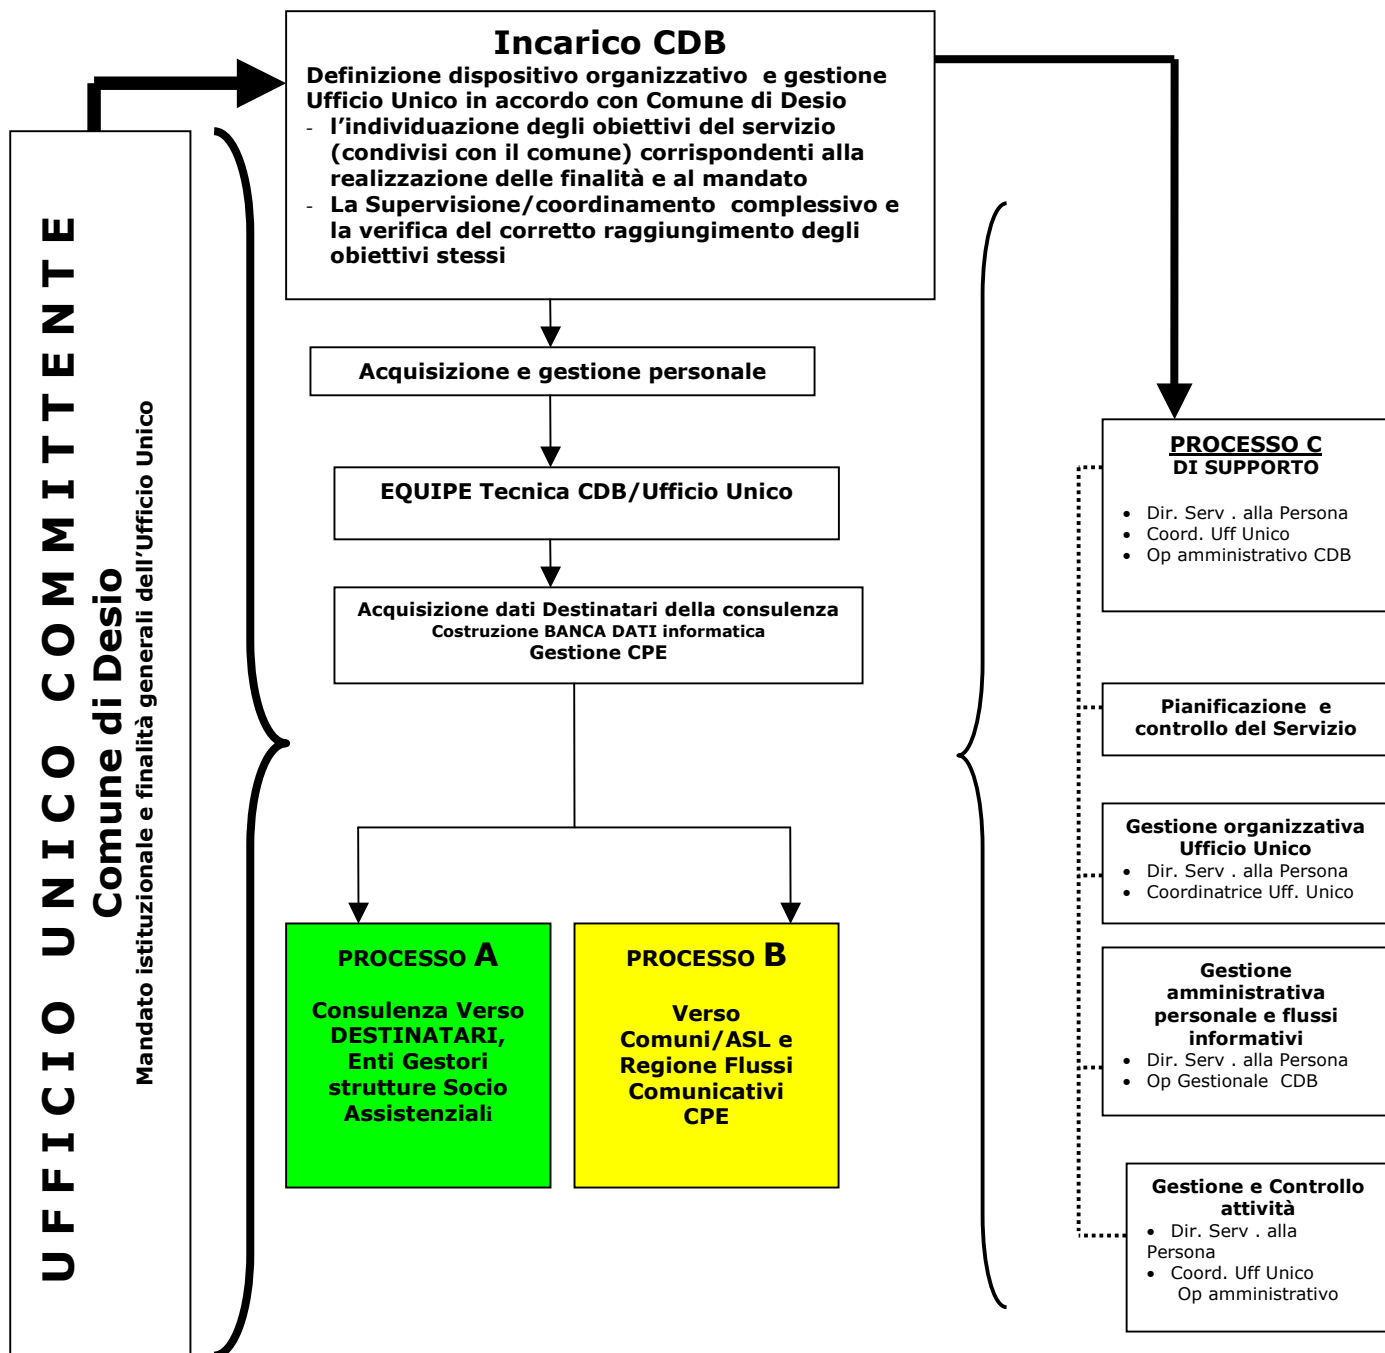 UFFICIO UNICO COMMITTENTE
Comune di Desio
Mandato istituzionale e finalità generali dell'Ufficio Unico
Incarico CDB
Definizione dispositivo organizzativo e gestione
Ufficio Unico in accordo con Comune di Desio
- l'individuazione degli obiettivi del servizio
(condivisi con il comune) corrispondenti alla
realizzazione delle finalità e al mandato
- La Supervisione/coordinamento complessivo e
la verifica del corretto raggiungimento degli
obiettivi stessi
Acquisizione e gestione personale
EQUIPE Tecnica CDB/Ufficio Unico
Acquisizione dati Destinatari della consulenza
Costruzione BANCA DATI informatica
Gestione CPE
PROCESSO A
Consulenza Verso
DESTINATARI,
Enti Gestori
strutture Socio
Assistenziali
PROCESSO B
Verso
Comuni/ASL e
Regione Flussi
Comunicativi
CPE
PROCESSO C
DI SUPPORTO
• Dir. Serv . alla Persona
• Coord. Uff Unico
• Op amministrativo CDB
Pianificazione e
controllo del Servizio
Gestione organizzativa
Ufficio Unico
• Dir. Serv . alla Persona
• Coordinatrice Uff. Unico
Gestione
amministrativa
personale e flussi
informativi
• Dir. Serv . alla Persona
• Op Gestionale CDB
Gestione e Controllo
attività
• Dir. Serv . alla
Persona
• Coord. Uff Unico
Op amministrativo